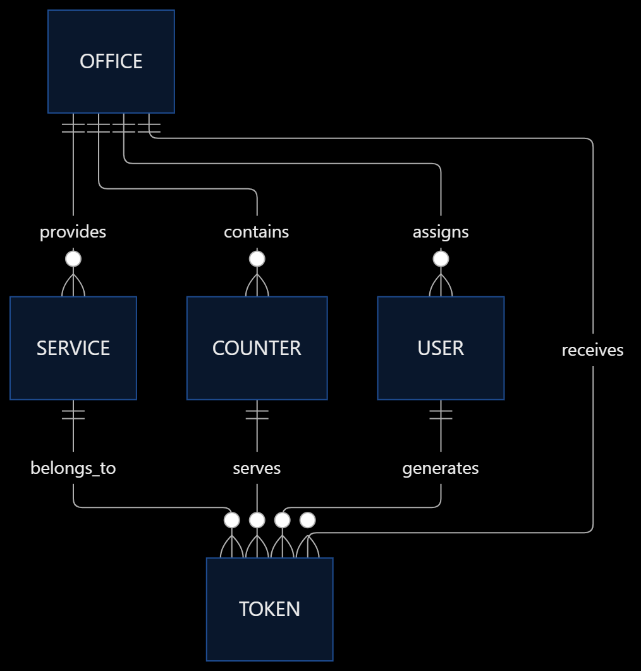 OFFICE
provides
contains
assigns
SERVICE
COUNTER
USER
receives
belongs_to
serves
generates
TOKEN